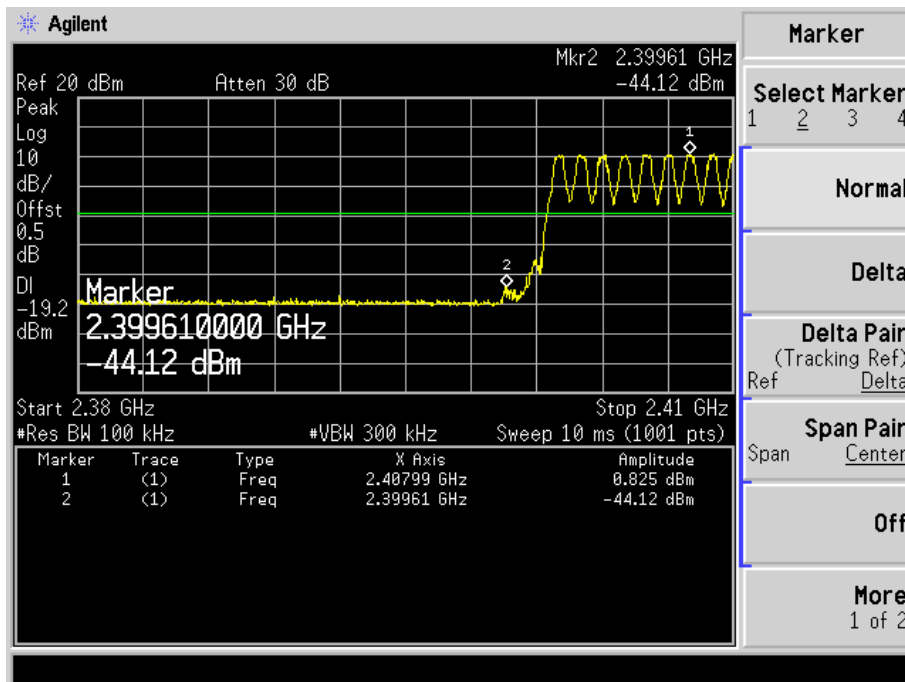 Agilent
Mkr2 2.39961 GHz
Ref 20 dBm Atten 30 dB -44.12 dBm
Peak
Log
10
dB/
Offst
0.5
dB
DI
-19.2
dBm
1
2
Marker
2.399610000 GHz
-44.12 dBm
Start 2.38 GHz Stop 2.41 GHz
#Res BW 100 kHz #VBW 300 kHz Sweep 10 ms (1001 pts)
Marker Trace Type X Axis Amplitude
1 (1) Freq 2.40799 GHz 0.825 dBm
2 (1) Freq 2.39961 GHz -44.12 dBm
Marker
Select Marker
1 2 3 4
Normal
Delta
Delta Pair
(Tracking Ref)
Ref Delta
Span Pair
Span Center
Off
More
1 of 2